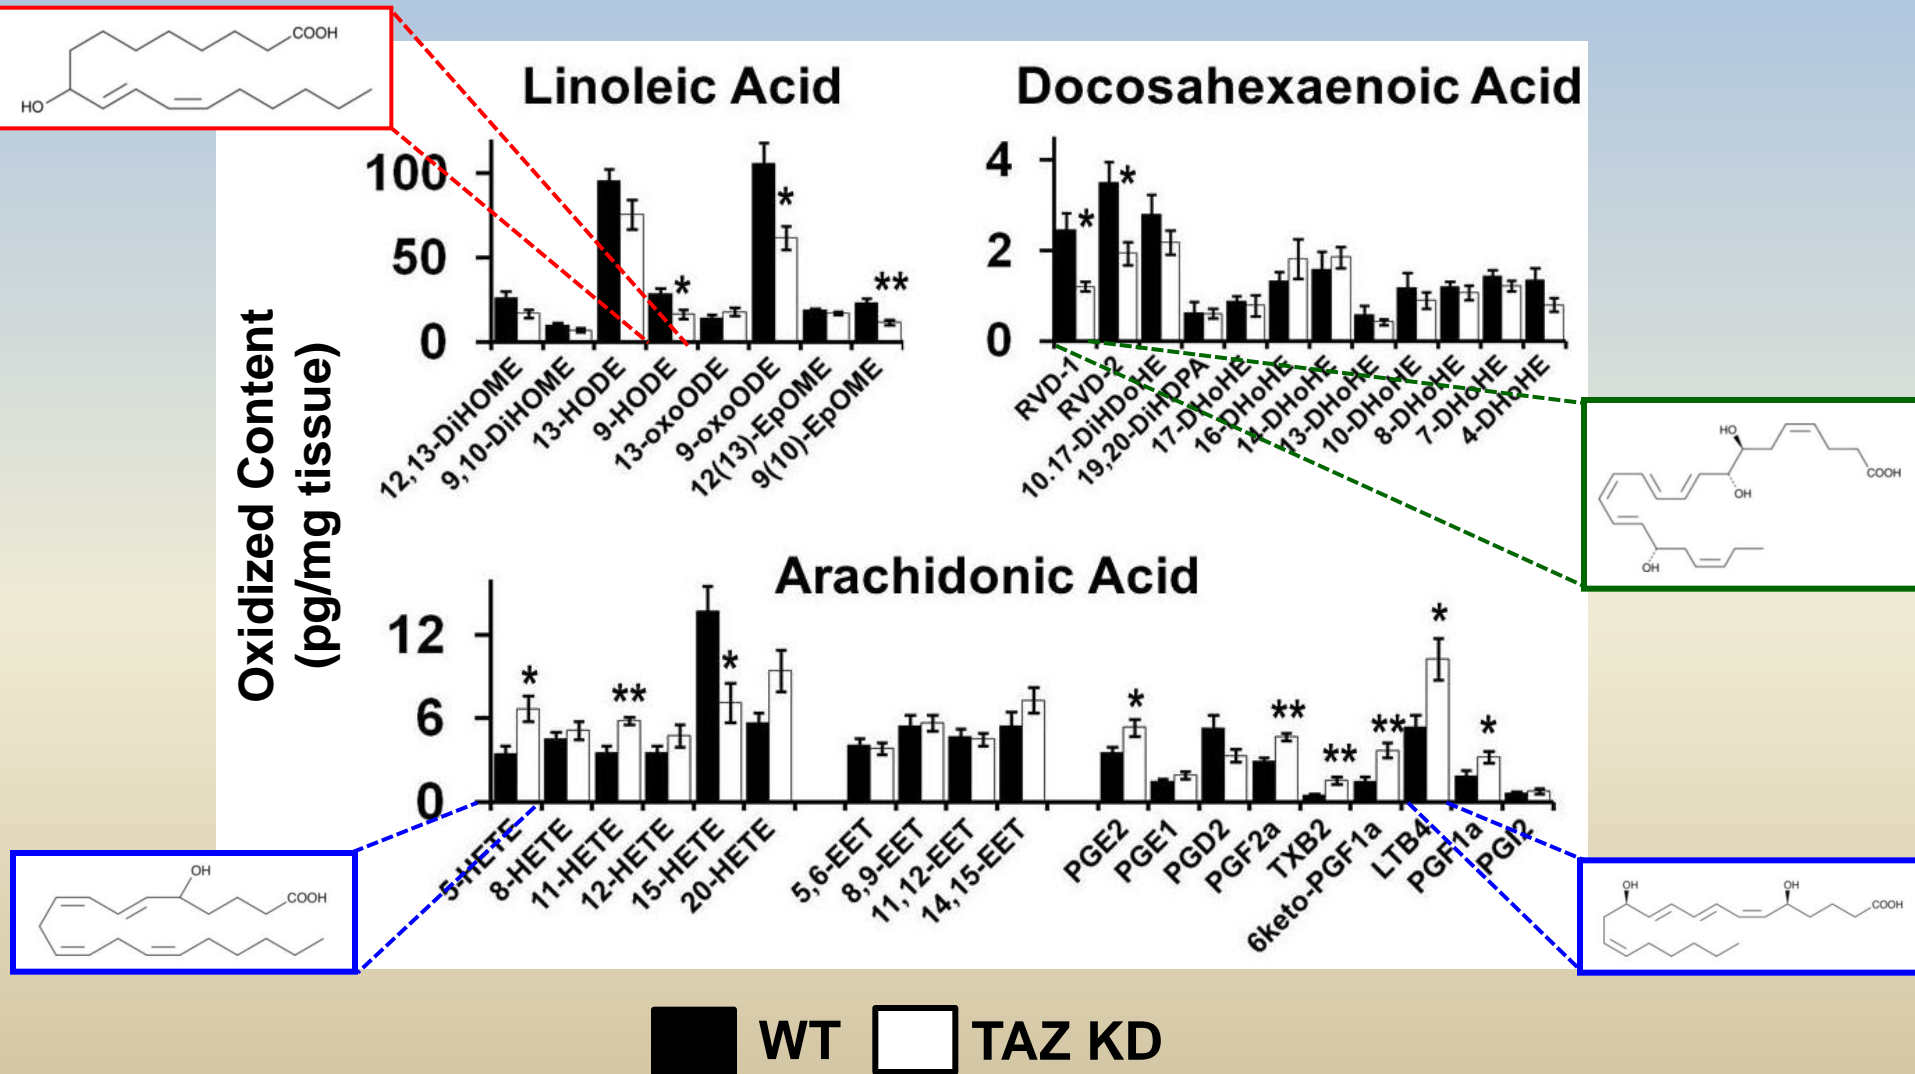 COOH
HO
Linoleic Acid
Docosahexaenoic Acid
Oxidized Content
(pg/mg tissue)
100
50
0
*
*
**
12,13-DiHOME
9,10-DiHOME
13-HODE
9-HODE
13-oxoODE
9-oxoODE
12(13)-EpOME
9(10)-EpOME
4
2
0
*
*
RVD-1
RVD-2
10.17-DiHDoHE
19,20-DiHDPA
17-DHoHE
16-DHoHE
14-DHoHE
13-DHoHE
10-DHoHE
8-DHoHE
7-DHoHE
4-DHoHE
HO
COOH
OH
OH
Arachidonic Acid
12
6
0
*
**
*
*
**
**
**
*
*
5-HETE
8-HETE
11-HETE
12-HETE
15-HETE
20-HETE
5,6-EET
8,9-EET
11,12-EET
14,15-EET
PGE2
PGE1
PGD2
PGF2a
TXB2
6keto-PGF1a
LTB4
PGF1a
PGI2
OH
COOH
OH
OH
COOH
WT
TAZ KD